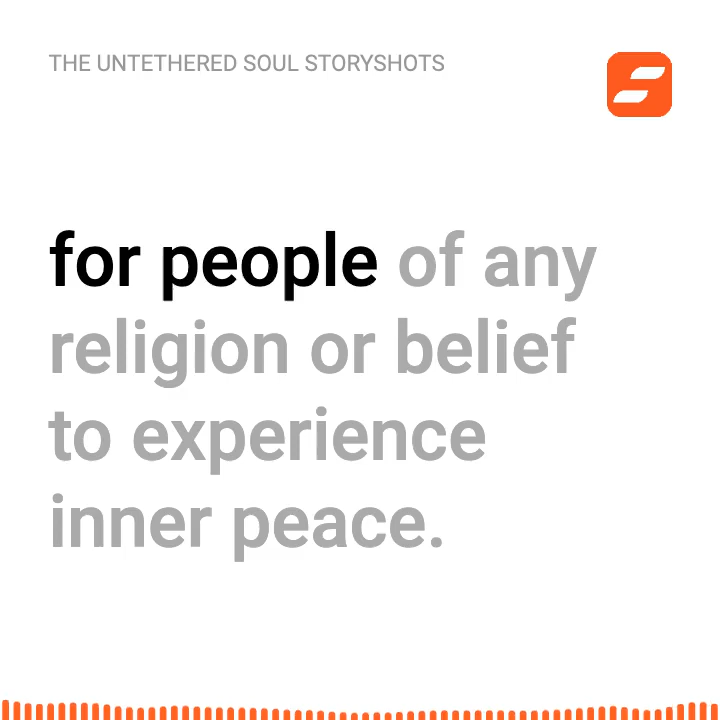 THE UNTETHERED SOUL STORYSHOTS
for people of any
religion or belief
to experience
inner peace.